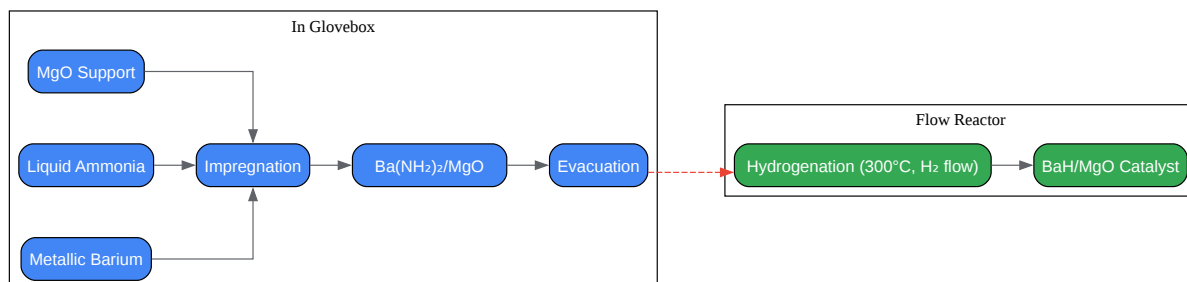 In Glovebox
MgO Support
Liquid Ammonia
Impregnation
Ba(NH₂)₂/MgO
Evacuation
Metallic Barium
Flow Reactor
Hydrogenation (300°C, H₂ flow)
BaH/MgO Catalyst